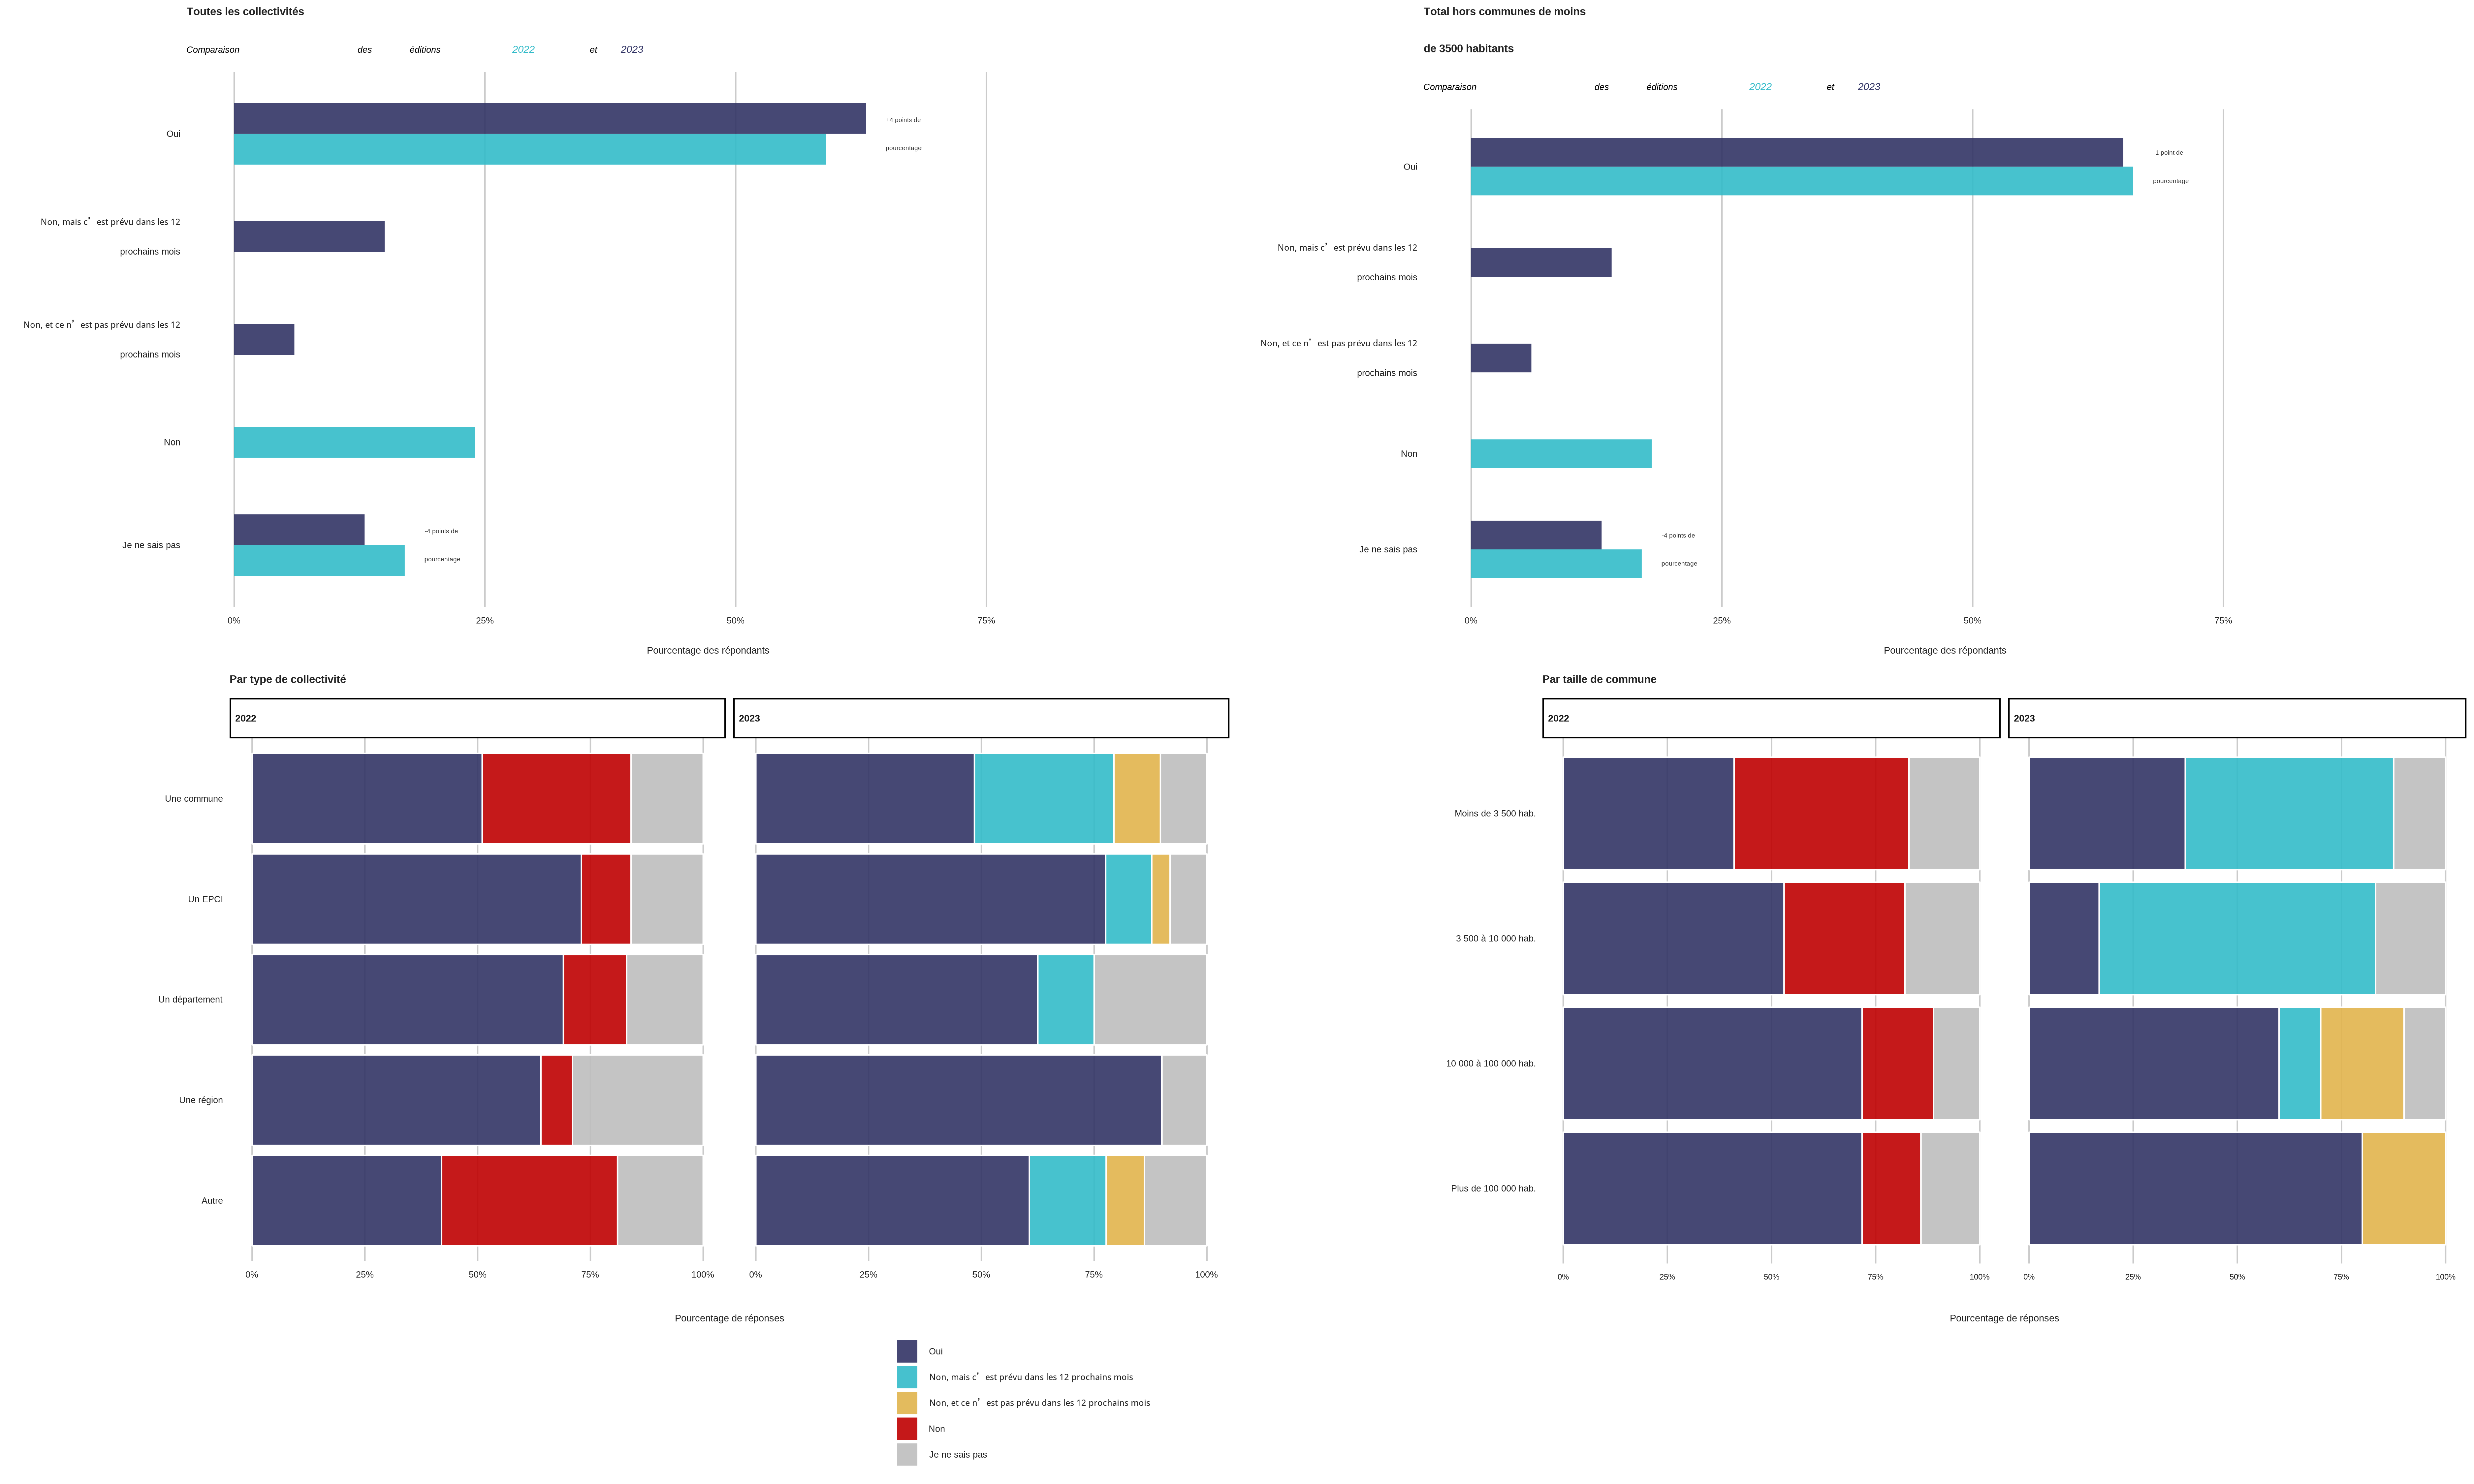 Toutes les collectivités
Comparaison des éditions 2022 et 2023
Oui
+4 points de
pourcentage
Non, mais c’est prévu dans les 12
prochains mois
Non, et ce n’est pas prévu dans les 12
prochains mois
Non
Je ne sais pas
-4 points de
pourcentage
0% 25% 50% 75%
Pourcentage des répondants
Total hors communes de moins
de 3500 habitants
Comparaison des éditions 2022 et 2023
Oui
-1 point de
pourcentage
Non, mais c’est prévu dans les 12
prochains mois
Non, et ce n’est pas prévu dans les 12
prochains mois
Non
Je ne sais pas
-4 points de
pourcentage
0% 25% 50% 75%
Pourcentage des répondants
Par type de collectivité
2022 2023
Une commune
Un EPCI
Un département
Une région
Autre
0% 25% 50% 75% 100% 0% 25% 50% 75% 100%
Pourcentage de réponses
Par taille de commune
2022 2023
Moins de 3 500 hab.
3 500 à 10 000 hab.
10 000 à 100 000 hab.
Plus de 100 000 hab.
0% 25% 50% 75% 100% 0% 25% 50% 75% 100%
Pourcentage de réponses
Oui
Non, mais c’est prévu dans les 12 prochains mois
Non, et ce n’est pas prévu dans les 12 prochains mois
Non
Je ne sais pas